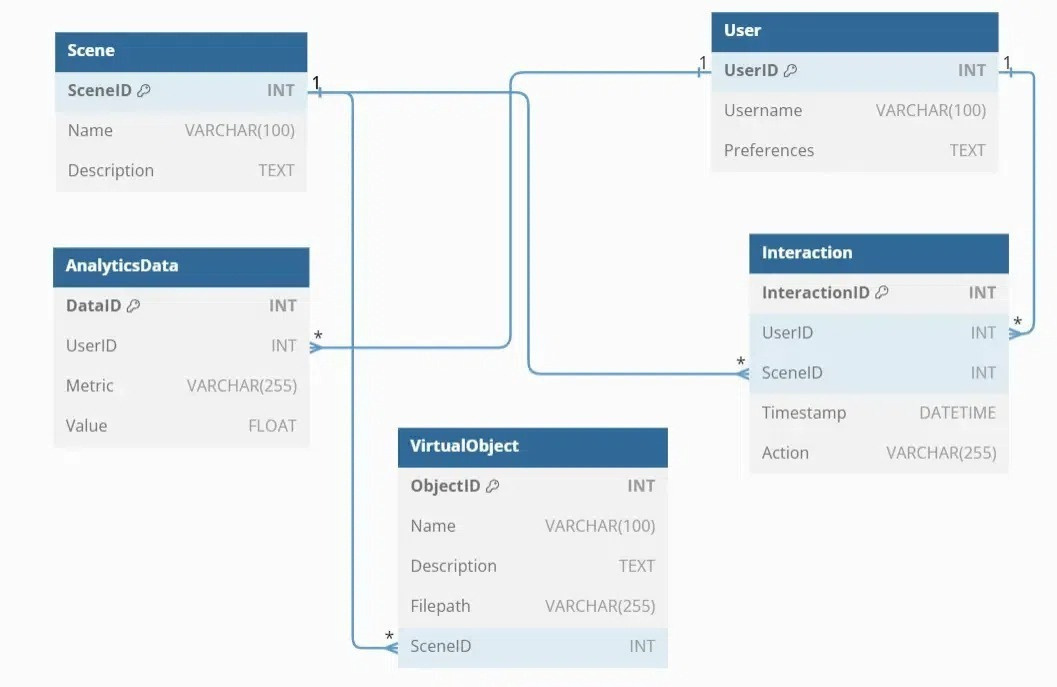 Scene
SceneID INT
Name VARCHAR(100)
Description TEXT
1
User
UserID INT
Username VARCHAR(100)
Preferences TEXT
1
1
AnalyticsData
DataID INT
UserID INT
Metric VARCHAR(255)
Value FLOAT
*
Interaction
InteractionID INT
UserID INT
SceneID INT
Timestamp DATETIME
Action VARCHAR(255)
*
*
VirtualObject
ObjectID INT
Name VARCHAR(100)
Description TEXT
Filepath VARCHAR(255)
SceneID INT
*